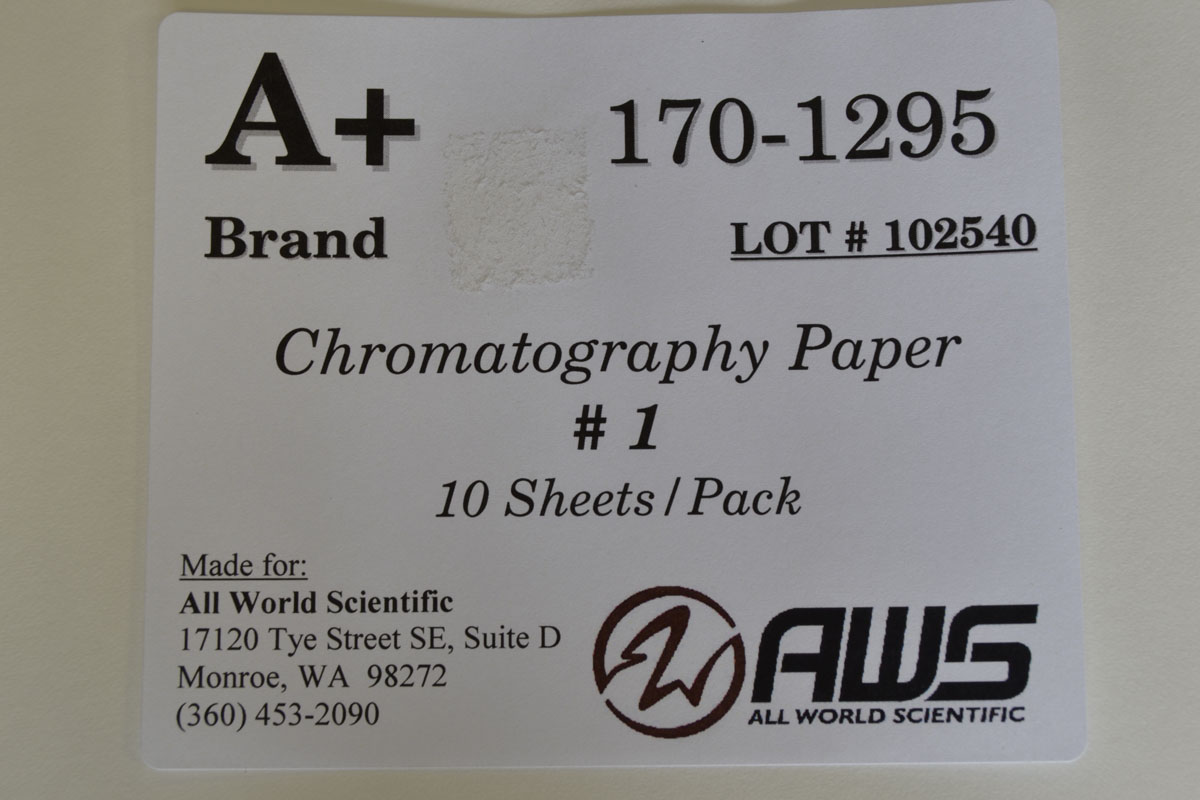 A+ 170-1295
Brand LOT # 102540
Chromatography Paper
# 1
10 Sheets/Pack
Made for:
All World Scientific
17120 Tye Street SE, Suite D
Monroe, WA 98272
(360) 453-2090
AWS
ALL WORLD SCIENTIFIC